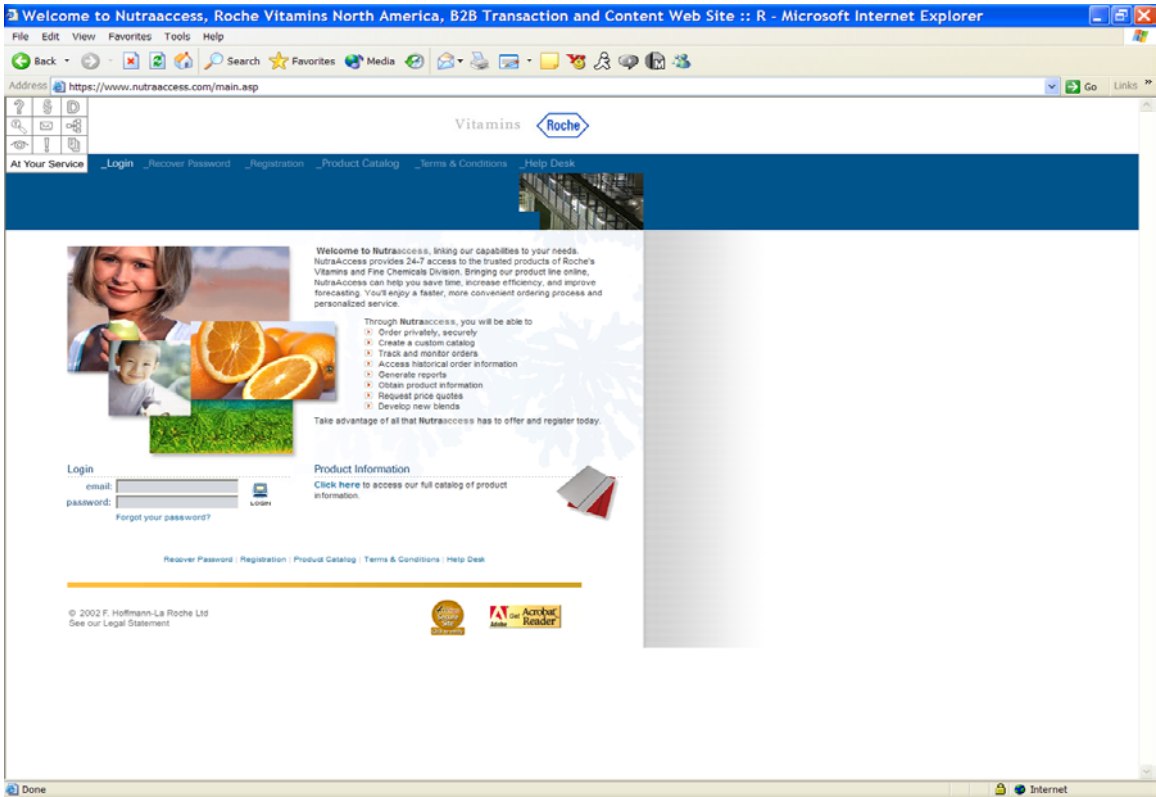 Welcome to Nutraaccess, Roche Vitamins North America, B2B Transaction and Content Web Site :: R - Microsoft Internet Explorer
File Edit View Favorites Tools Help
Back Search Favorites Media
Address https://www.nutraaccess.com/main.asp Go Links »
Vitamins Roche
At Your Service _Login _Recover Password _Registration _Product Catalog _Terms & Conditions _Help Desk
Welcome to Nutraaccess, linking our capabilities to your needs.
NutraAccess provides 24-7 access to the trusted products of Roche's
Vitamins and Fine Chemicals Division. Bringing our product line online,
NutraAccess can help you save time, increase efficiency, and improve
forecasting. You'll enjoy a faster, more convenient ordering process and
personalized service.
Through Nutraaccess, you will be able to
Order privately, securely
Create a custom catalog
Track and monitor orders
Access historical order information
Generate reports
Obtain product information
Request price quotes
Develop new blends
Take advantage of all that Nutraaccess has to offer and register today.
Login
email:
password:
LOGIN
Forgot your password?
Product Information
Click here to access our full catalog of product
information.
Recover Password | Registration | Product Catalog | Terms & Conditions | Help Desk
© 2002 F. Hoffmann-La Roche Ltd
See our Legal Statement
Secure
Site
Adobe Get Acrobat Reader
Done Internet